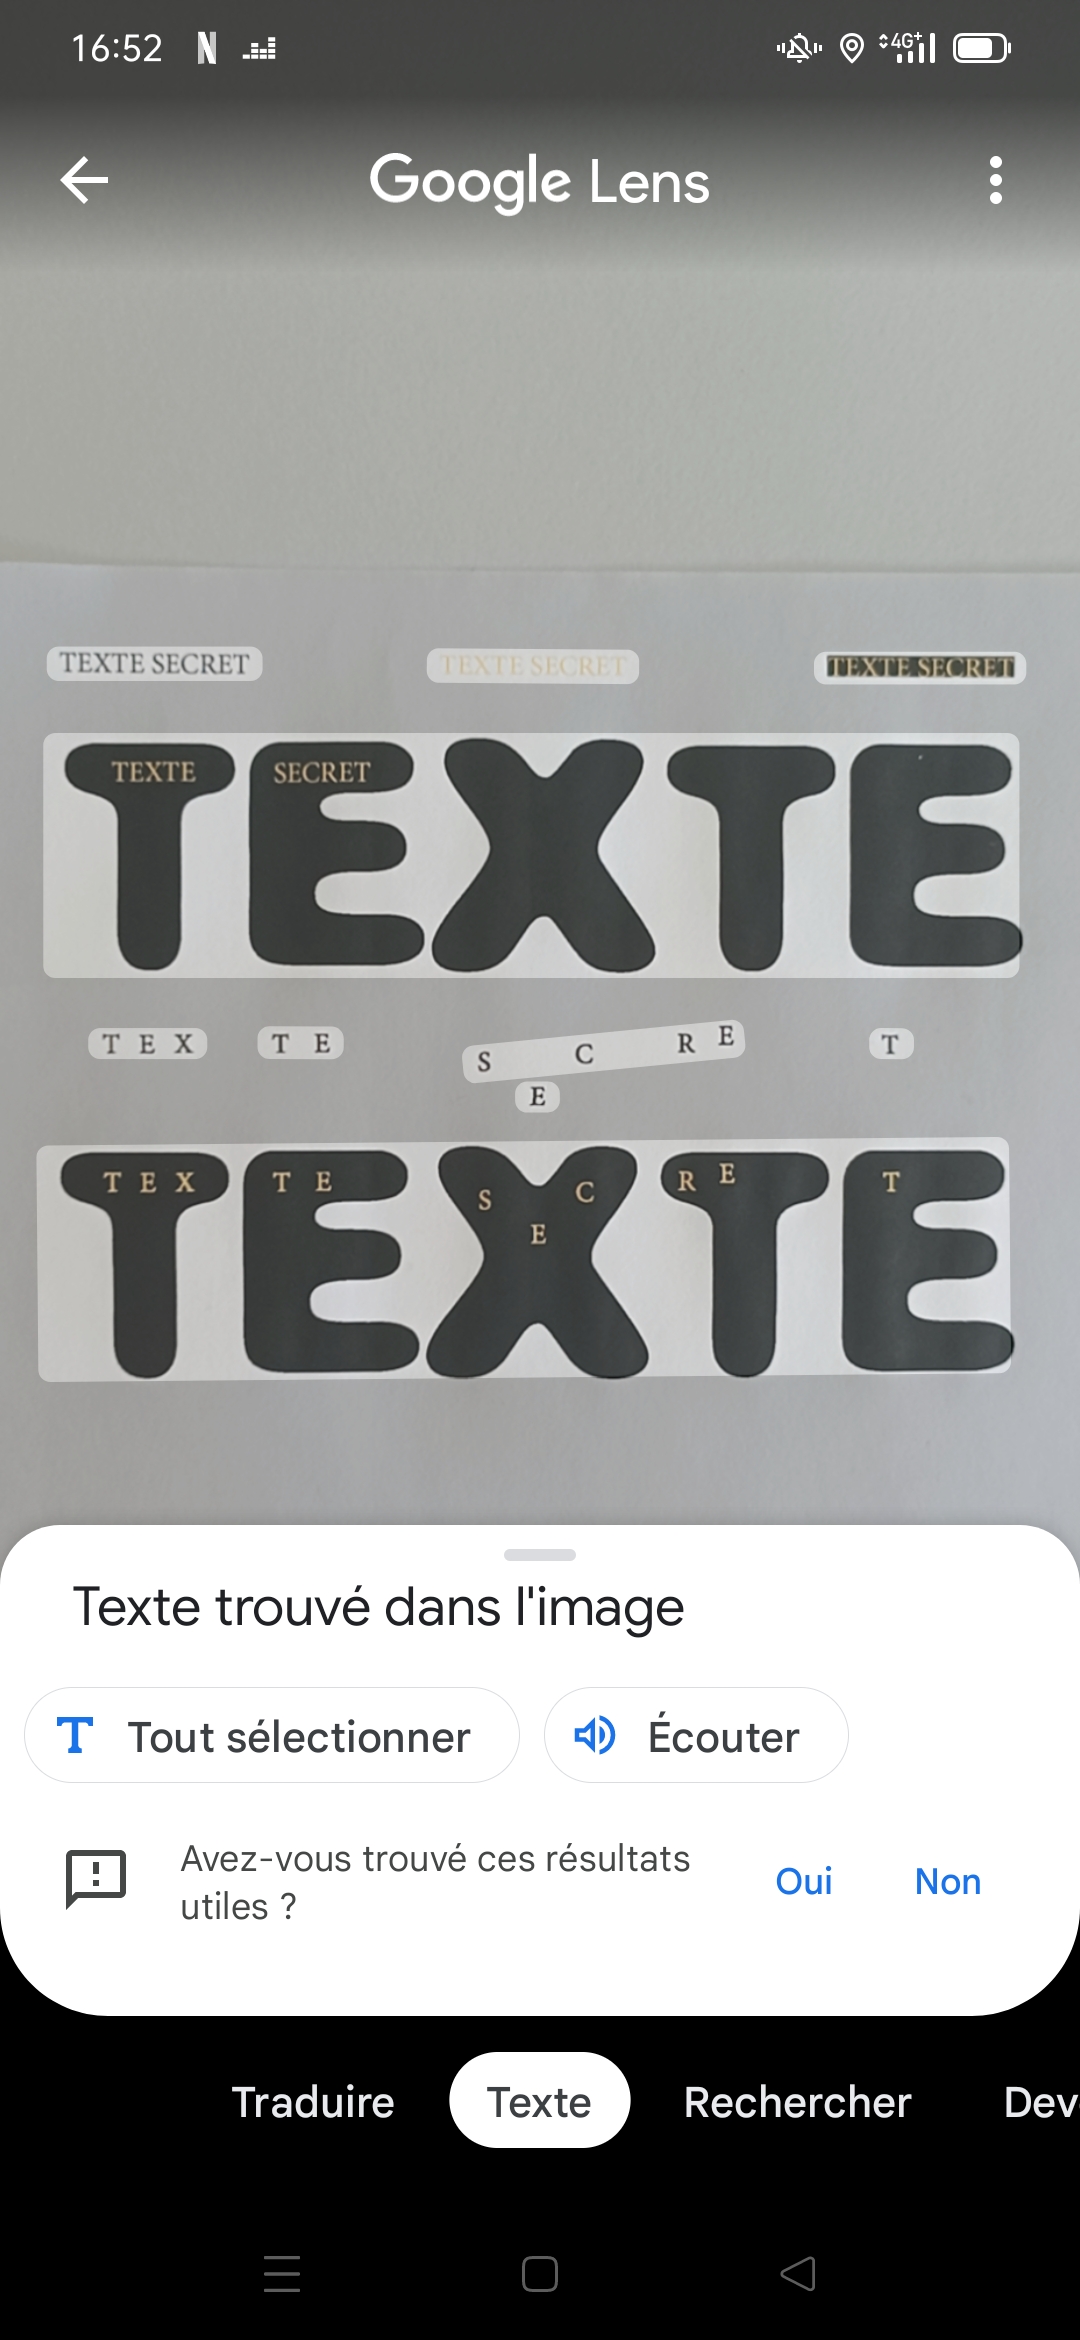 16:52 N 4G+
Google Lens
TEXTE SECRET TEXTE SECRET TEXTE SECRET
TEXTE
TEXTE SECRET
T E X T E S C R E T
E
TEXTE
T E X T E S C R E T
E
Texte trouvé dans l'image
Tout sélectionner Écouter
Avez-vous trouvé ces résultats
utiles ?
Oui Non
Traduire Texte Rechercher Dev